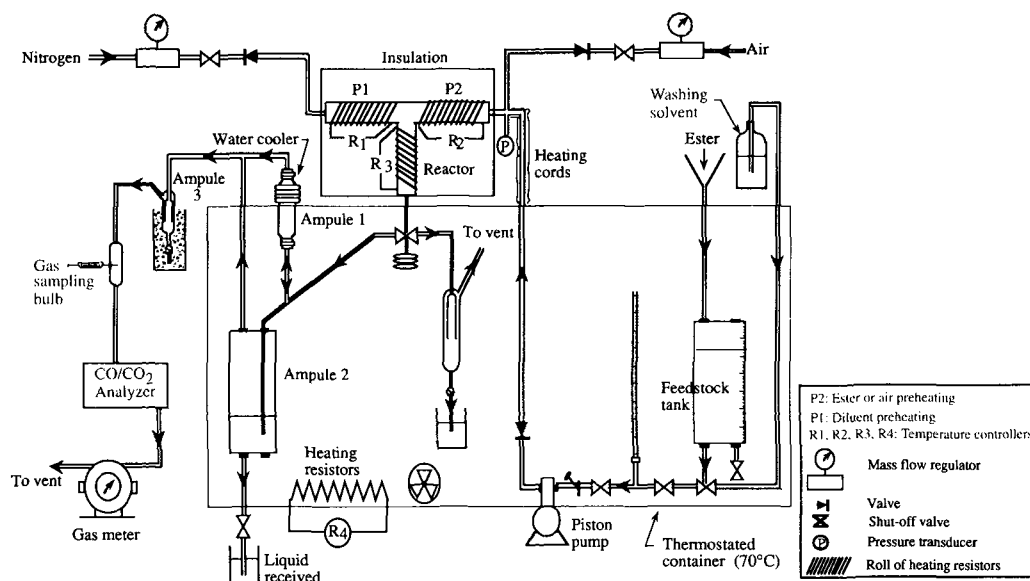 Nitrogen
Insulation
P1
P2
Air
Washing
solvent
Ester
R1
R2
R3
Reactor
P
Heating
cords
Water cooler
Ampule
3
Ampule 1
To vent
Gas
sampling
bulb
CO/CO2
Analyzer
Ampule 2
Feedstock
tank
To vent
Gas meter
Heating
resistors
R4
Liquid
received
Piston
pump
Thermostated
container (70°C)
P2: Ester or air preheating
P1: Diluent preheating
R1, R2, R3, R4: Temperature controllers
Mass flow regulator
Valve
Shut-off valve
P Pressure transducer
Roll of heating resistors